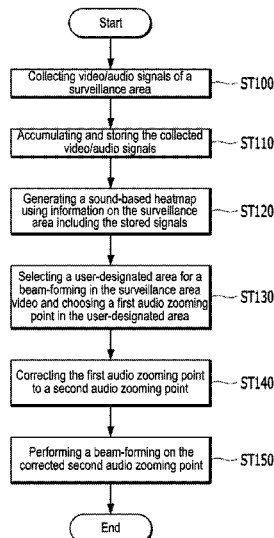 Start
Collecting video/audio signals of a
surveillance area
ST100
Accumulating and storing the collected
video/audio signals
ST110
Generating a sound-based heatmap
using information on the surveillance
area including the stored signals
ST120
Selecting a user-designated area for a
beam-forming in the surveillance area
video and choosing a first audio zooming
point in the user-designated area
ST130
Correcting the first audio zooming point
to a second audio zooming point
ST140
Performing a beam-forming on the
corrected second audio zooming point
ST150
End